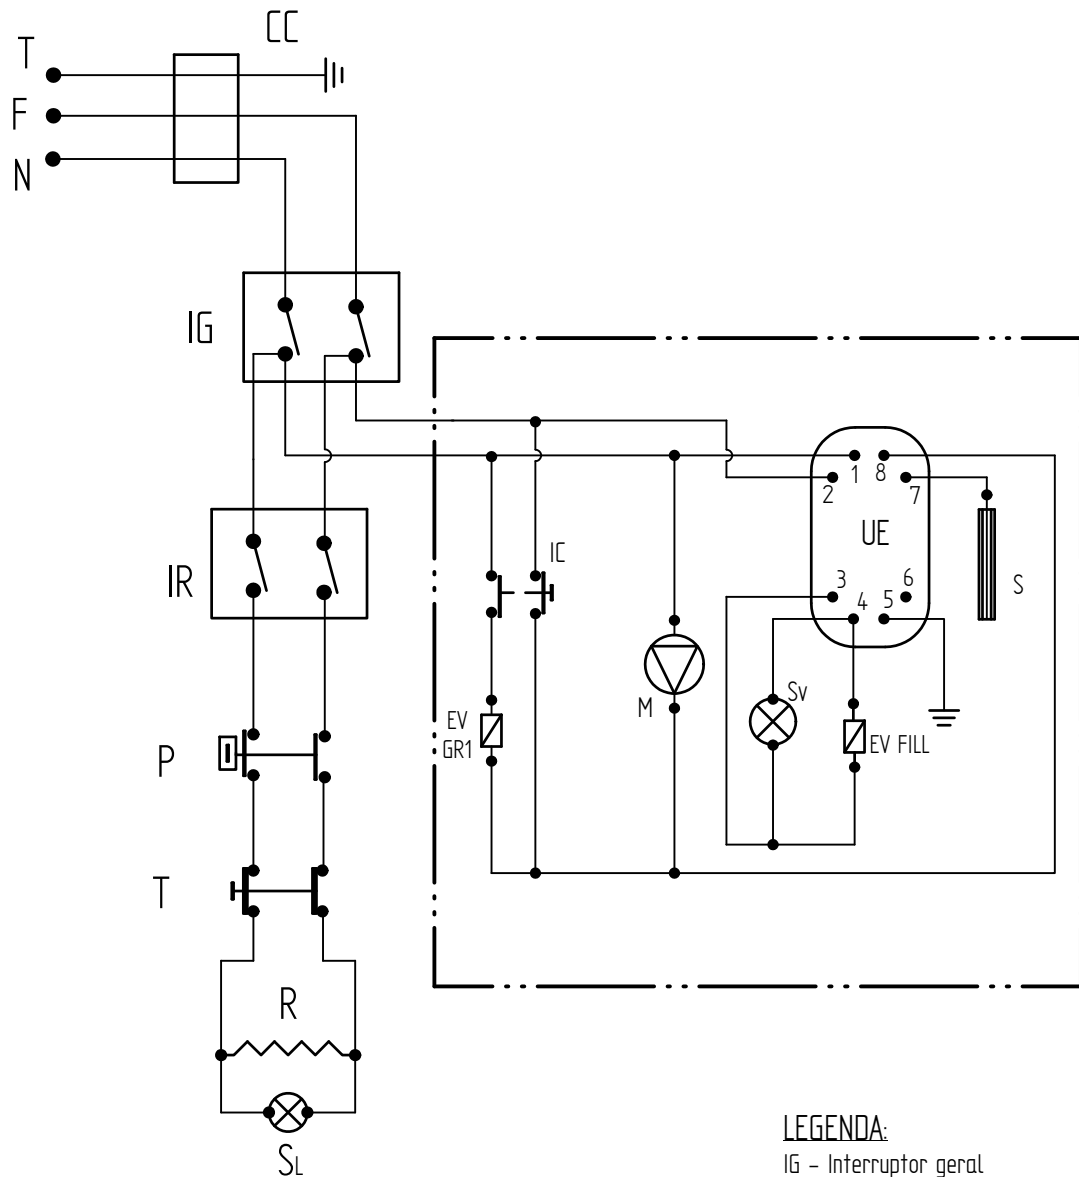 CC
T
F
N
IG
IR
IC
1
8
2
7
UE
3
6
4
5
S
P
EV
GR1
M
Sv
EV FILL
T
R
SL
LEGENDA:
IG - Interruptor geral